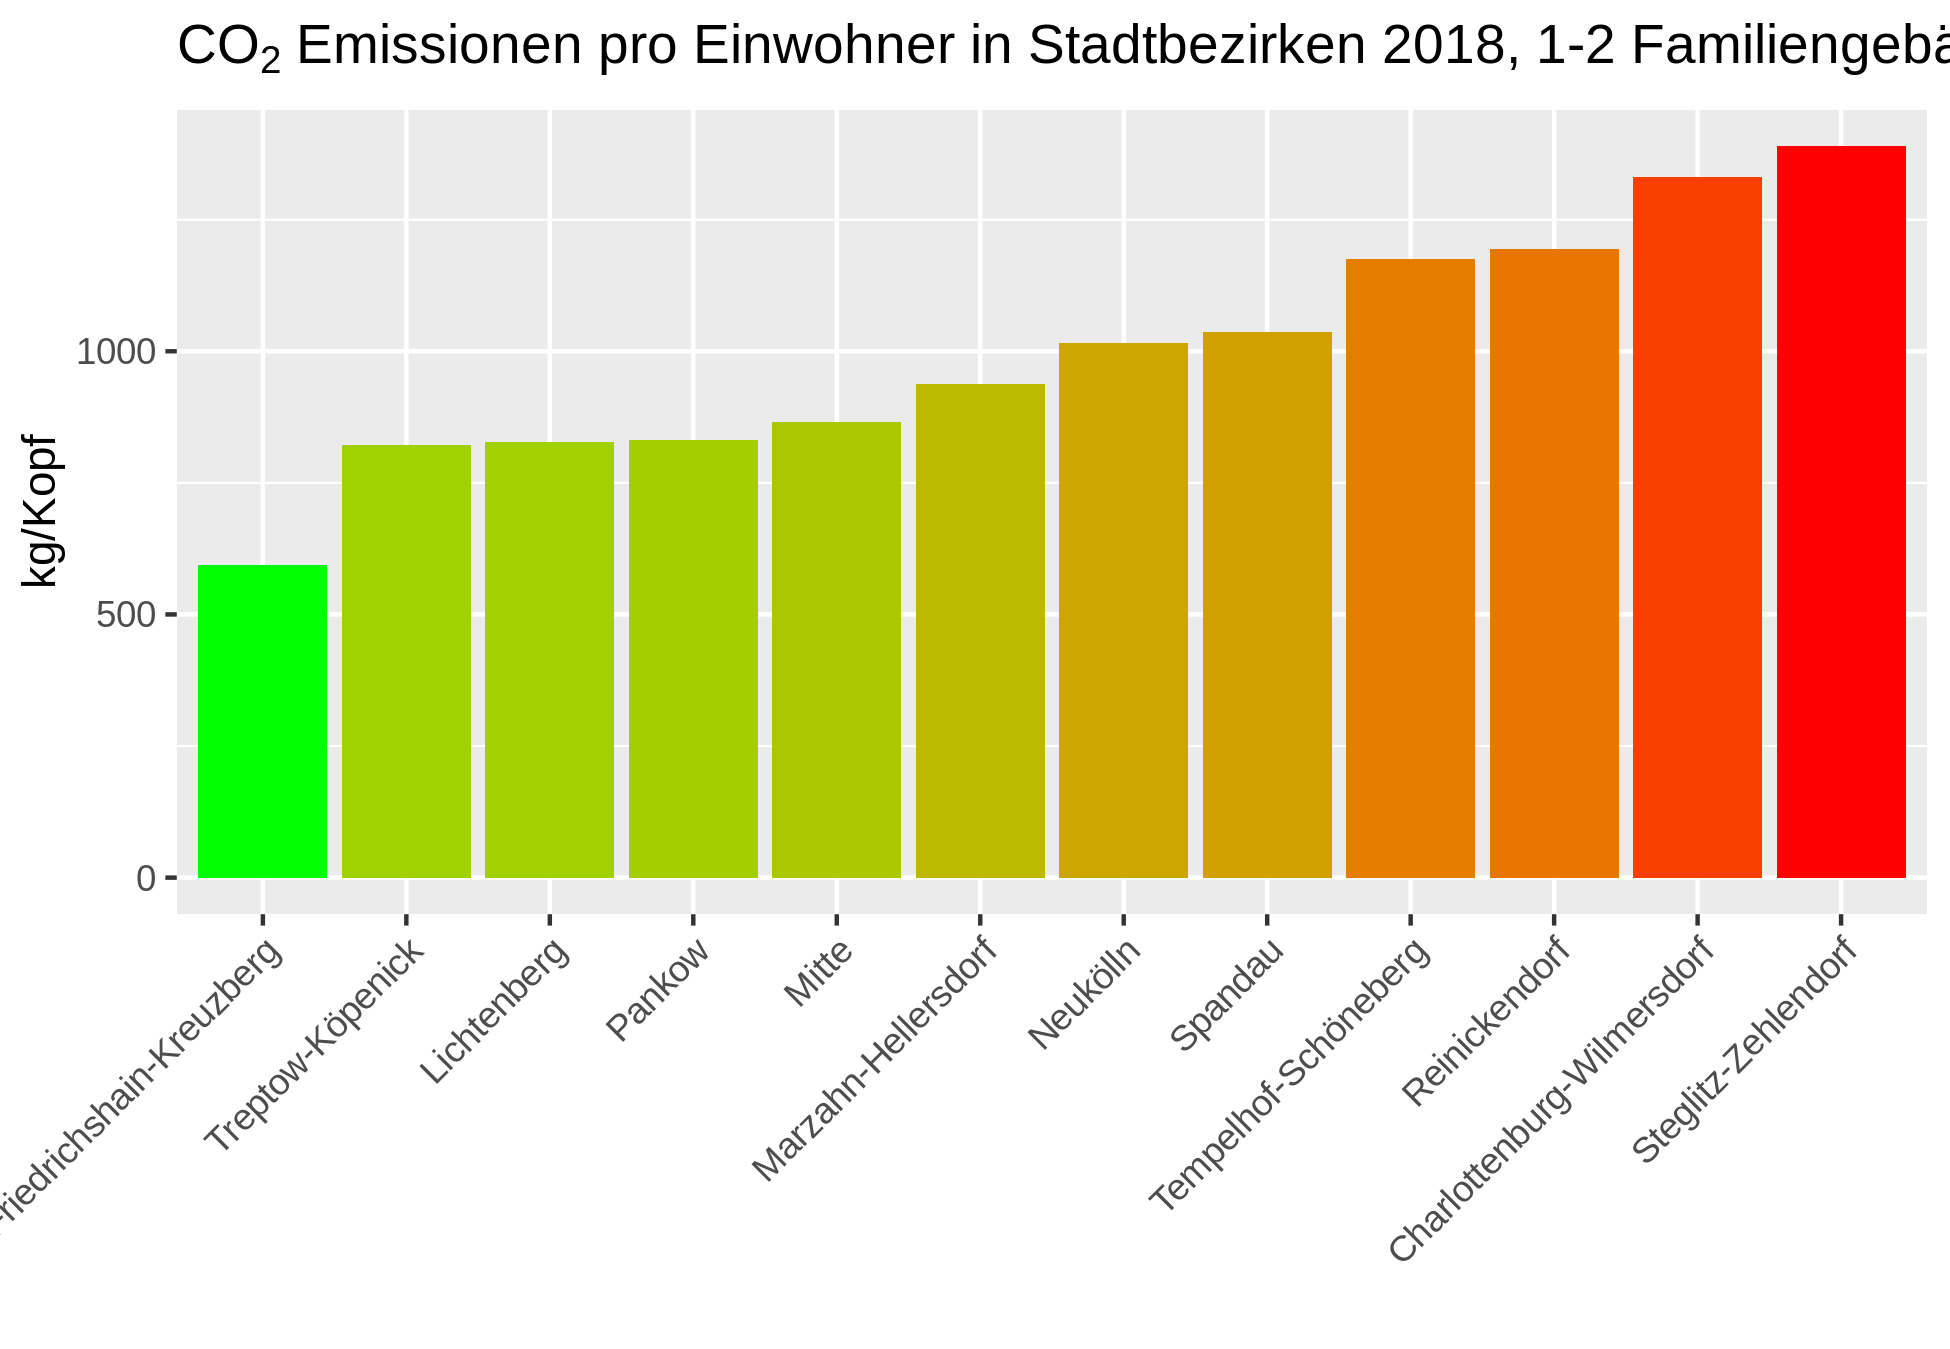 CO₂ Emissionen pro Einwohner in Stadtbezirken 2018, 1-2
kg/Kopf
1000
500
0
Treptow-Köpenick
Lichtenberg
Pankow
Mitte
Marzahn-Hellersdorf
Neukölln
Spandau
Tempelhof-Schöneberg
Reinickendorf
Charlottenburg-Wilmersdorf
Steglitz-Zehlendorf